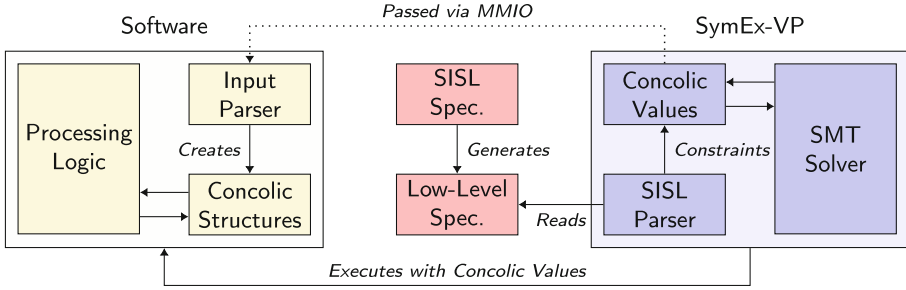 Passed via MMIO
Software
SymEx-VP
Processing
Logic
Input
Parser
Creates
Concolic
Structures
SISL
Spec.
Generates
Low-Level
Spec.
Reads
Concolic
Values
Constraints
SISL
Parser
SMT
Solver
Executes with Concolic Values